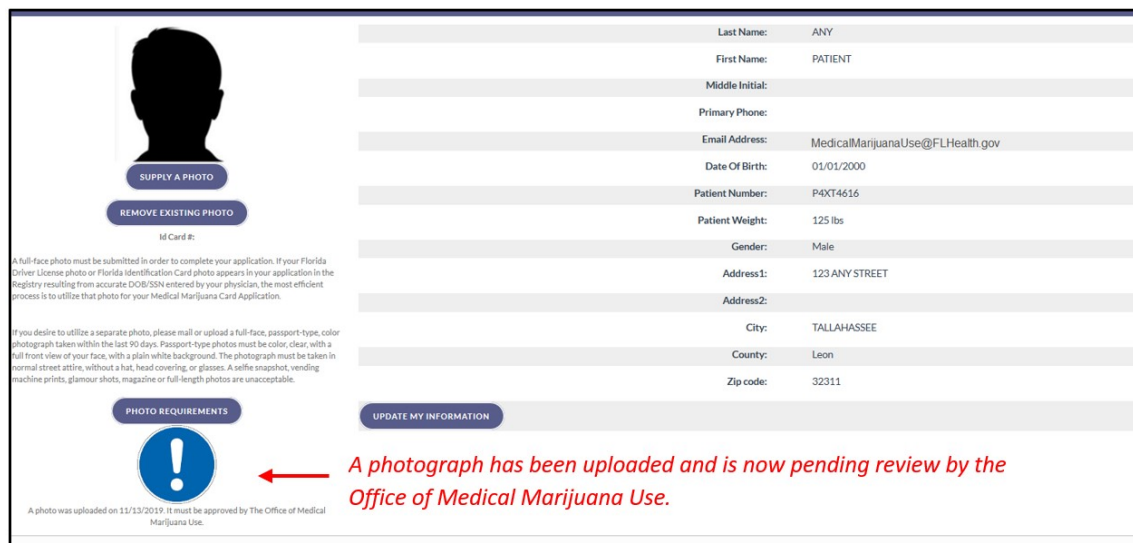 SUPPLY A PHOTO
REMOVE EXISTING PHOTO
Id Card #:
A full-face photo must be submitted in order to complete your application. If your Florida
Driver License photo or Florida Identification Card photo appears in your application in the
Registry resulting from accurate DOB/SSN entered by your physician, the most efficient
process is to utilize that photo for your Medical Marijuana Card Application.
If you desire to utilize a separate photo, please mail or upload a full-face, passport-type, color
photograph taken within the last 90 days. Passport-type photos must be color, clear, with a
full front view of your face, with a plain white background. The photograph must be taken in
normal street attire, without a hat, head covering, or glasses. A selfie snapshot, vending
machine prints, glamour shots, magazine or full-length photos are unacceptable.
PHOTO REQUIREMENTS
!
A photo was uploaded on 11/13/2019. It must be approved by The Office of Medical
Marijuana Use.
Last Name: ANY
First Name: PATIENT
Middle Initial:
Primary Phone:
Email Address: MedicalMarijuanaUse@FLHealth.gov
Date Of Birth: 01/01/2000
Patient Number: P4XT4616
Patient Weight: 125 lbs
Gender: Male
Address1: 123 ANY STREET
Address2:
City: TALLAHASSEE
County: Leon
Zip code: 32311
UPDATE MY INFORMATION
A photograph has been uploaded and is now pending review by the
Office of Medical Marijuana Use.